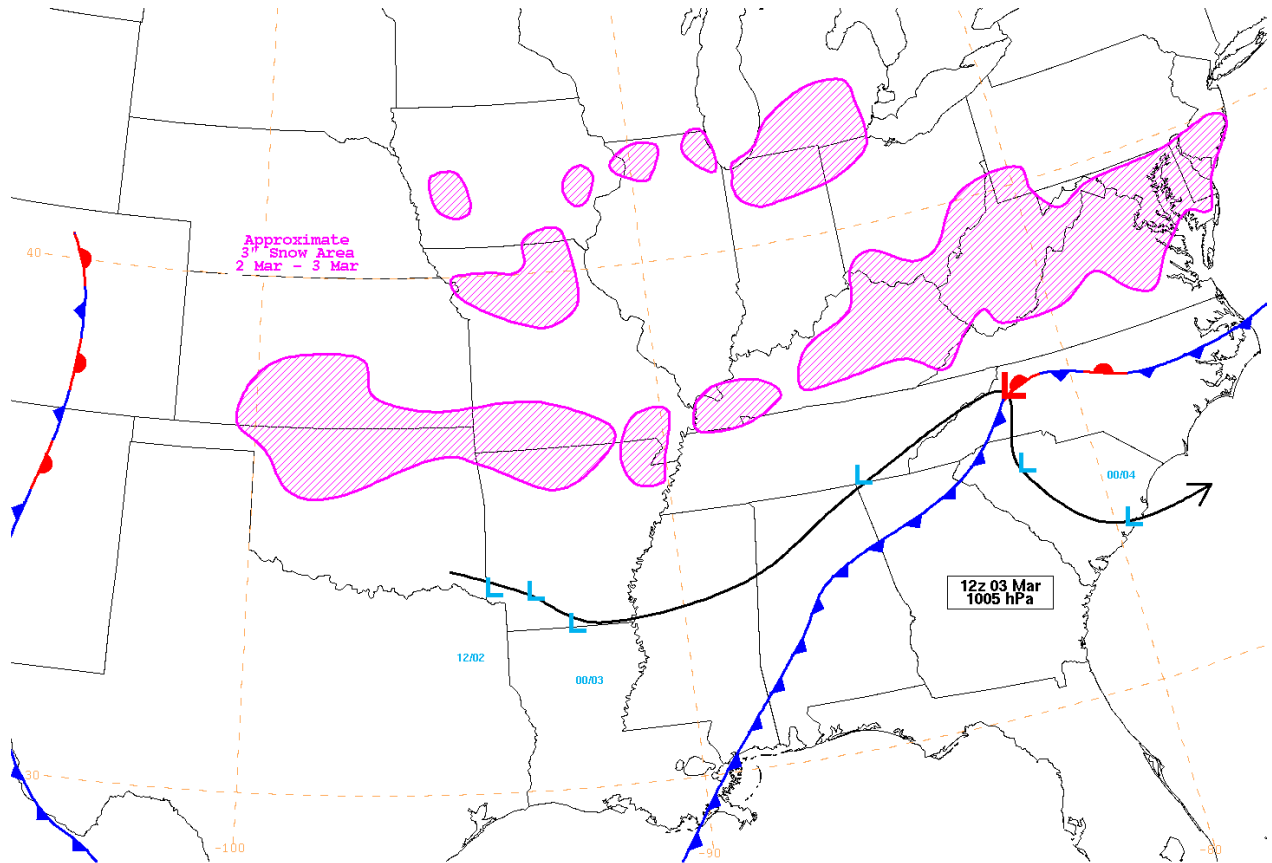 Approximate
3" Snow Area
2 Mar - 3 Mar
40
L
L
00/04
L
L
L
L
L
12z 03 Mar
1005 hPa
12/02
00/03
30
-100
-90
-80